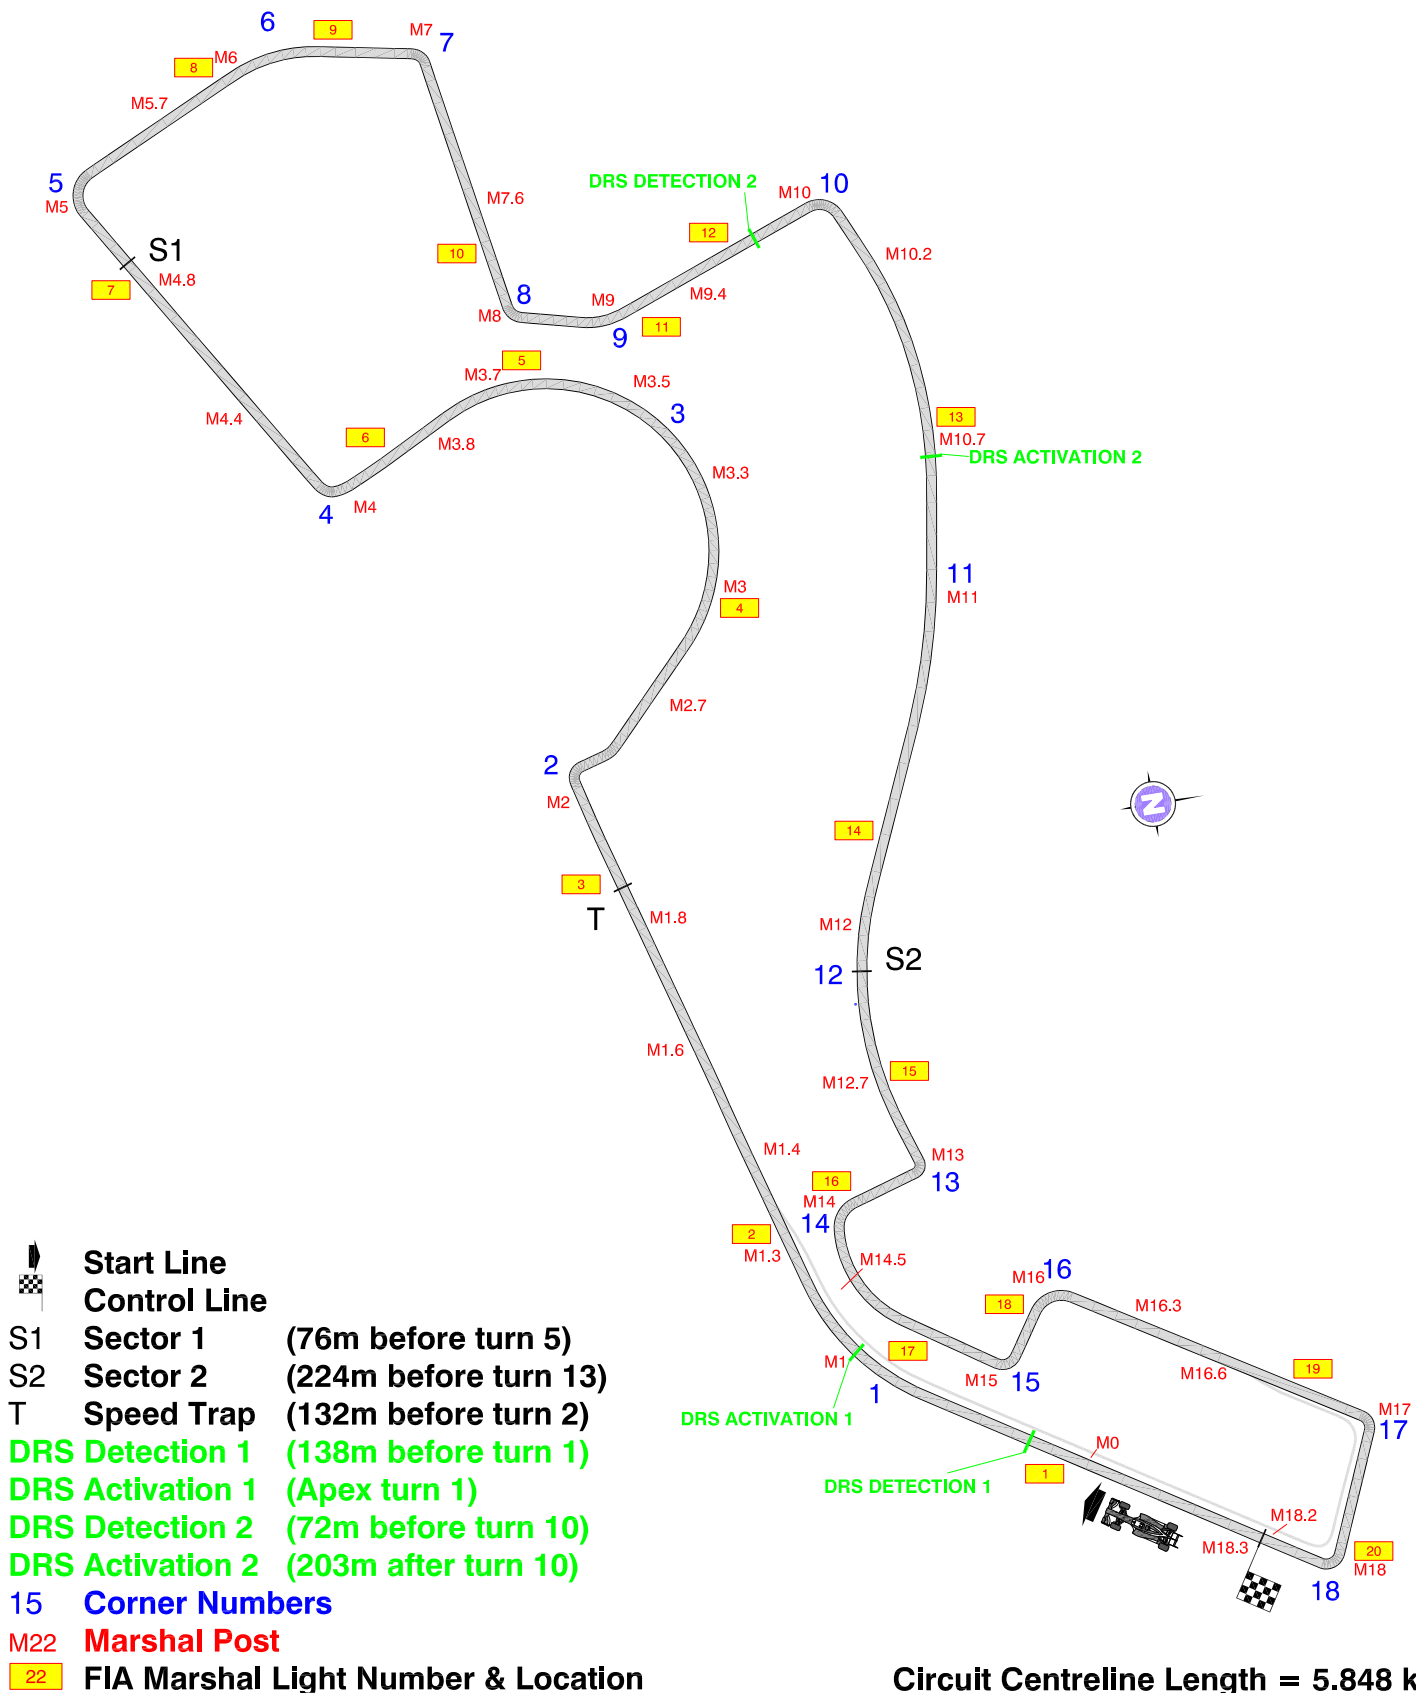 6
9
M7
7
M6
8
M5.7
5
M5
S1
M4.8
7
M7.6
10
DRS DETECTION 2
M10
10
12
M10.2
M9.4
M9
8
M8
9
11
5
M3.7
M3.5
3
M4.4
6
M3.8
M4
4
M3.3
13
M10.7
DRS ACTIVATION 2
11
M11
M3
4
M2.7
2
M2
N
14
3
T
M1.8
M12
12
S2
M1.6
15
M12.7
M1.4
M13
13
16
M14
14
2
M1.3
M14.5
16
M16
18
M16.3
17
M1
1
M15
15
M16.6
19
M17
17
DRS ACTIVATION 1
M0
DRS DETECTION 1
1
M18.2
M18.3
20
M18
18
Start Line
Control Line
S1 Sector 1 (76m before turn 5)
S2 Sector 2 (224m before turn 13)
T Speed Trap (132m before turn 2)
DRS Detection 1 (138m before turn 1)
DRS Activation 1 (Apex turn 1)
DRS Detection 2 (72m before turn 10)
DRS Activation 2 (203m after turn 10)
15 Corner Numbers
M22 Marshal Post
22 FIA Marshal Light Number & Location
Circuit Centreline Length = 5.848 k